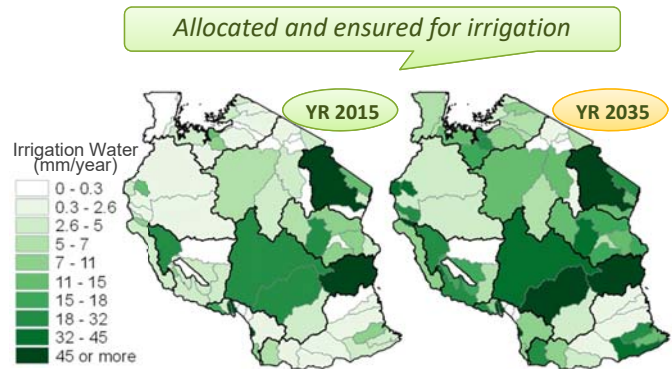 Allocated and ensured for irrigation
YR 2015
YR 2035
Irrigation Water
(mm/year)
0 - 0.3
0.3 - 2.6
2.6 - 5
5 - 7
7 - 11
11 - 15
15 - 18
18 - 32
32 - 45
45 or more